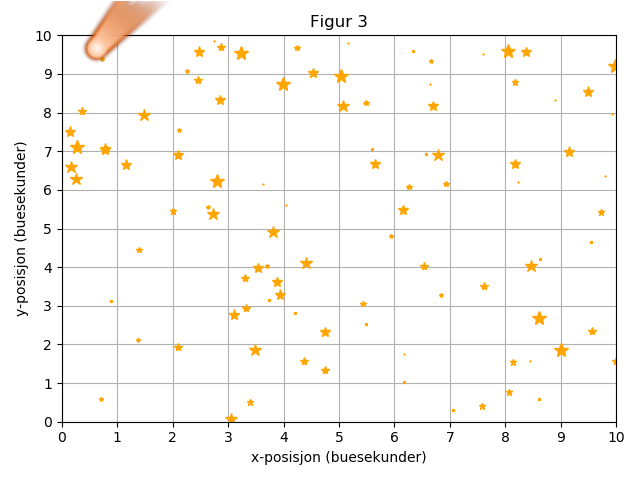 Figur 3
10
9
8
7
6
5
4
3
2
1
0
y-posisjon (buesekunder)
0 1 2 3 4 5 6 7 8 9 10
x-posisjon (buesekunder)